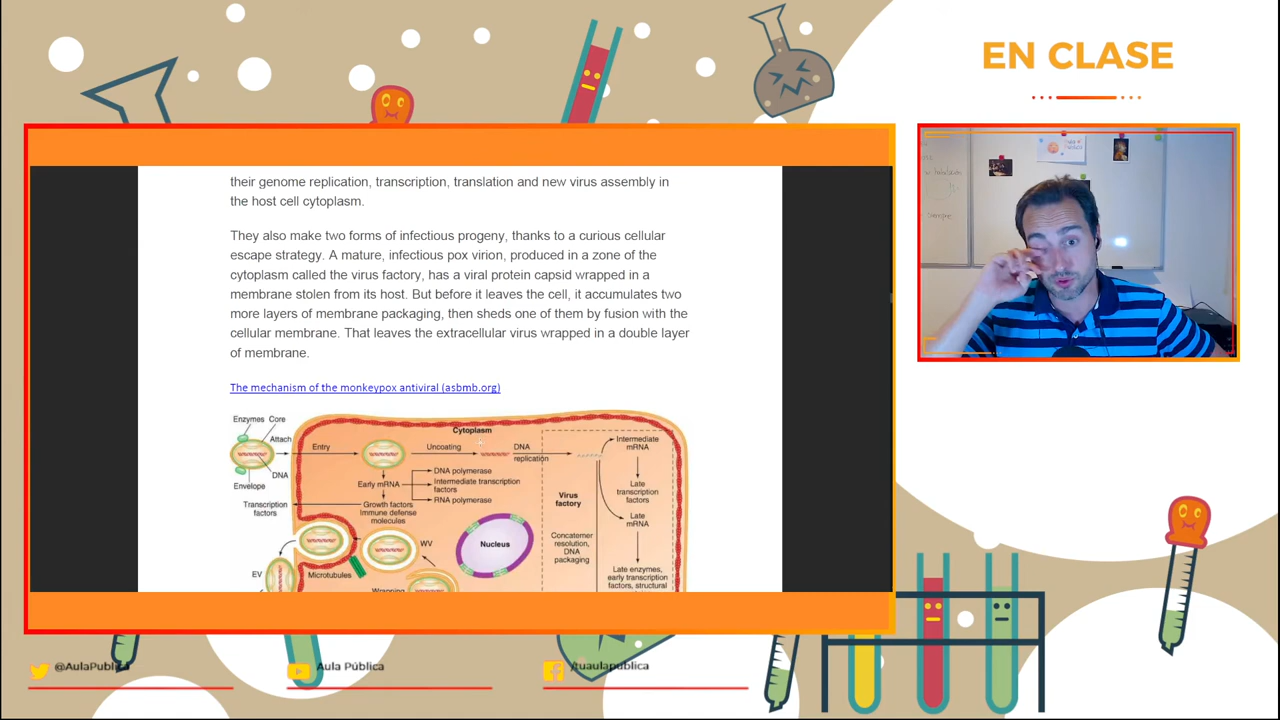 EN CLASE
their genome replication, transcription, translation and new virus assembly in
the host cell cytoplasm.
They also make two forms of infectious progeny, thanks to a curious cellular
escape strategy. A mature, infectious pox virion, produced in a zone of the
cytoplasm called the virus factory, has a viral protein capsid wrapped in a
membrane stolen from its host. But before it leaves the cell, it accumulates two
more layers of membrane packaging, then sheds one of them by fusion with the
cellular membrane. That leaves the extracellular virus wrapped in a double layer
of membrane.
The mechanism of the monkeypox antiviral (asbmb.org)
Enzymes Core
Attach
DNA
Envelope
Entry
Cytoplasm
Uncoating
DNA
replication
Intermediate
mRNA
Early mRNA
DNA polymerase
Intermediate transcription
factors
RNA polymerase
Late
transcription
factors
Virus
factory
Transcription
factors
Growth factors
Immune defense
molecules
Late
mRNA
Nucleus
Concatemer
resolution,
DNA
packaging
WV
EV
Microtubules
Late enzymes,
early transcription
factors, structural
Wrapping
@AulaPublica
Aula Pública
/tuaulapublica